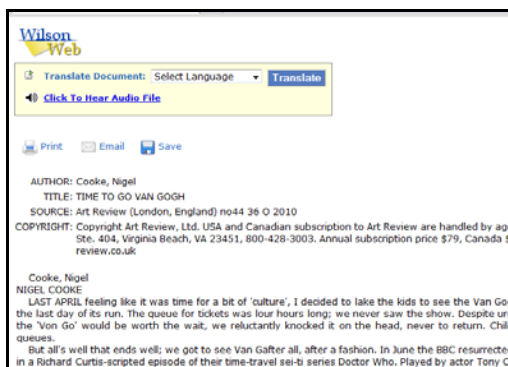 Wilson
Web
Translate Document: Select Language Translate
Click To Hear Audio File
Print Email Save
AUTHOR: Cooke, Nigel
TITLE: TIME TO GO VAN GOGH
SOURCE: Art Review (London, England) no44 36 O 2010
COPYRIGHT: Copyright Art Review, Ltd. USA and Canadian subscription to Art Review are handled by ag
Ste. 404, Virginia Beach, VA 23451, 800-428-3003. Annual subscription price $79, Canada $
review.co.uk
Cooke, Nigel
NIGEL COOKE
LAST APRIL feeling like it was time for a bit of 'culture', I decided to lake the kids to see the Van Go
the last day of its run. The queue for tickets was lour hours long; we never saw the show. Despite ur
the 'Von Go' would be worth the wait, we reluctantly knocked it on the head, never to return. Chil
queues.
But all's well that ends well; we got to see Van Gafter all, after a fashion. In June the BBC resurrecte
in a Richard Curtis-scripted episode of their time-travel sei-ti series Doctor Who. Played by actor Tony C